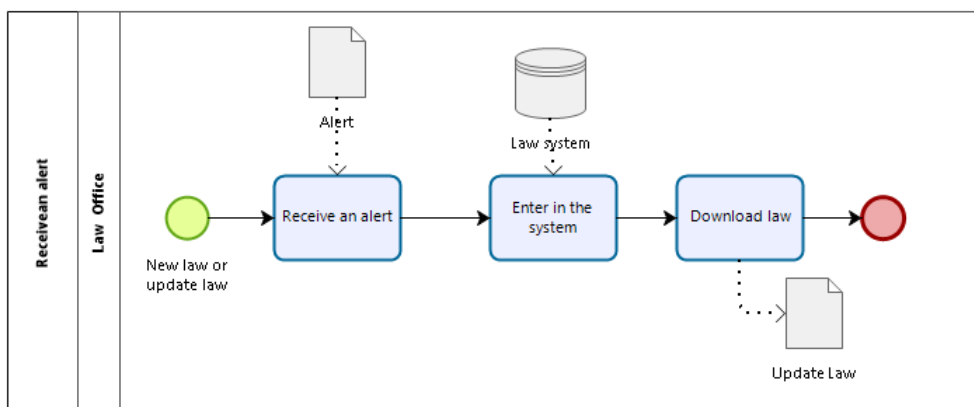 Receivean alert
Law Office
Alert
Law system
Receive an alert
Enter in the
system
Download law
New law or
update law
Update Law